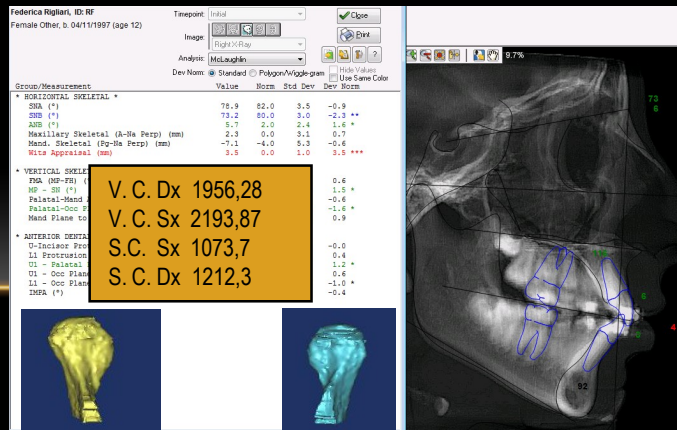 Federica Rigliari, ID: RF
Female Other, b. 04/11/1997 (age 12)
Timepoint: Initial
Image:
Right X-Ray
Analysis: McLaughlin
Dev Norm: Standard Polygon/Wiggle-gram
Hide Values
Use Same Color
Close
Print
?
Group/Measurement Value Norm Std Dev Dev Norm
* HORIZONTAL SKELETAL *
SNA (º) 78.9 82.0 3.5 -0.9
SNB (º) 73.2 80.0 3.0 -2.3 **
ANB (º) 5.7 2.0 2.4 1.6 *
Maxillary Skeletal (A-Na Perp) (mm) 2.3 0.0 3.1 0.7
Mand. Skeletal (Pg-Na Perp) (mm) -7.1 -4.0 5.3 -0.6
Wits Appraisal (mm) 3.5 0.0 1.0 3.5 ***
* VERTICAL SKELET
FMA (MP-FH) ( 0.6
MP - SN (º) 1.5 *
Palatal-Mand -0.6
Palatal-Occ P -1.6 *
Mand Plane to 0.9
* ANTERIOR DENTA
U-Incisor Pro -0.0
L1 Protrusion 0.4
U1 - Palatal 1.2 *
U1 - Occ Plane 0.6
L1 - Occ Plane -1.0 *
IMPA (º) -0.4
V. C. Dx 1956,28
V. C. Sx 2193,87
S.C. Sx 1073,7
S. C. Dx 1212,3
9.7%
73
6
6
4
92